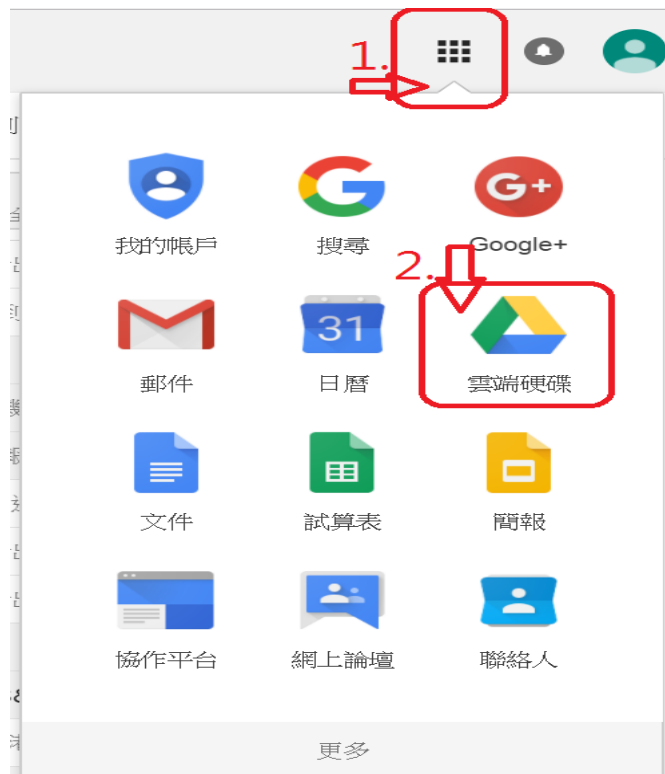 1.
我的帳戶 搜尋 Google+
2.
郵件 日曆 雲端硬碟
31
文件 試算表 簡報
協作平台 網上論壇 聯絡人
更多